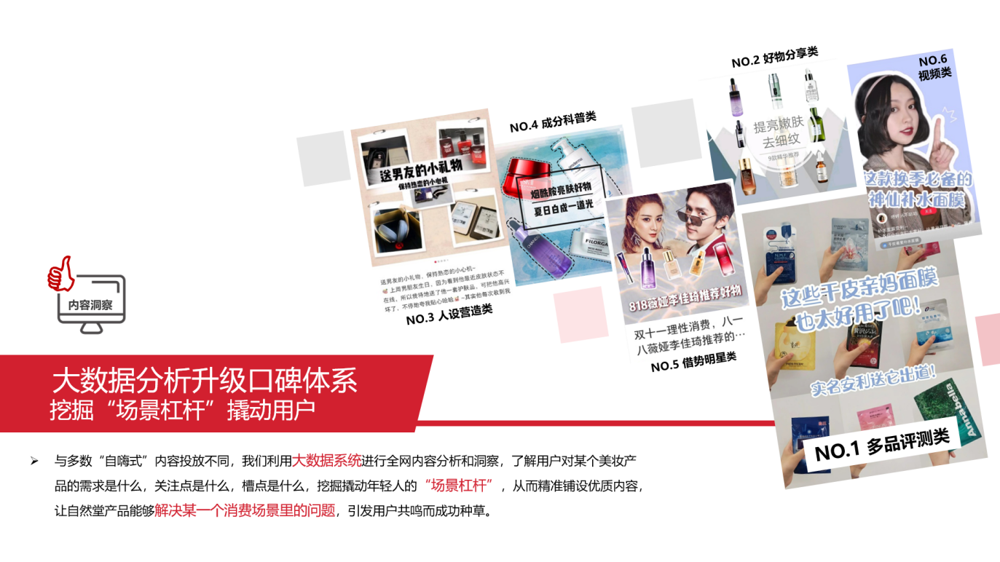 NO.2 好物分享类
NO.6
视频类
NO.4 成分科普类
提亮嫩肤
去细纹
9款精华推荐
送男友的小礼物
保持热恋的小心机
烟酰胺亮肤好物
夏日白成一道光
CHANDO
FILORGA
这款换季必备的
神仙补水面膜
818薇娅李佳琦推荐好物
双十一理性消费，八一
八薇娅李佳琦推荐的…
NO.5 借势明星类
送男友的小礼物，保持热恋的小心机~
上周男朋友生日，因为看到他最近皮肤状态不
在线，所以我特地送了他一套护肤品，可把他高兴
坏了，不停地夸我贴心哈哈~其实他每次收到我
NO.3 人设营造类
这些干皮亲妈面膜
也太好用了吧！
实名安利送它出道！
Annabella
NO.1 多品评测类
内容洞察
大数据分析升级口碑体系
挖掘“场景杠杆”撬动用户
与多数“自嗨式”内容投放不同，我们利用大数据系统进行全网内容分析和洞察，了解用户对某个美妆产
品的需求是什么，关注点是什么，槽点是什么，挖掘撬动年轻人的“场景杠杆”，从而精准铺设优质内容，
让自然堂产品能够解决某一个消费场景里的问题，引发用户共鸣而成功种草。